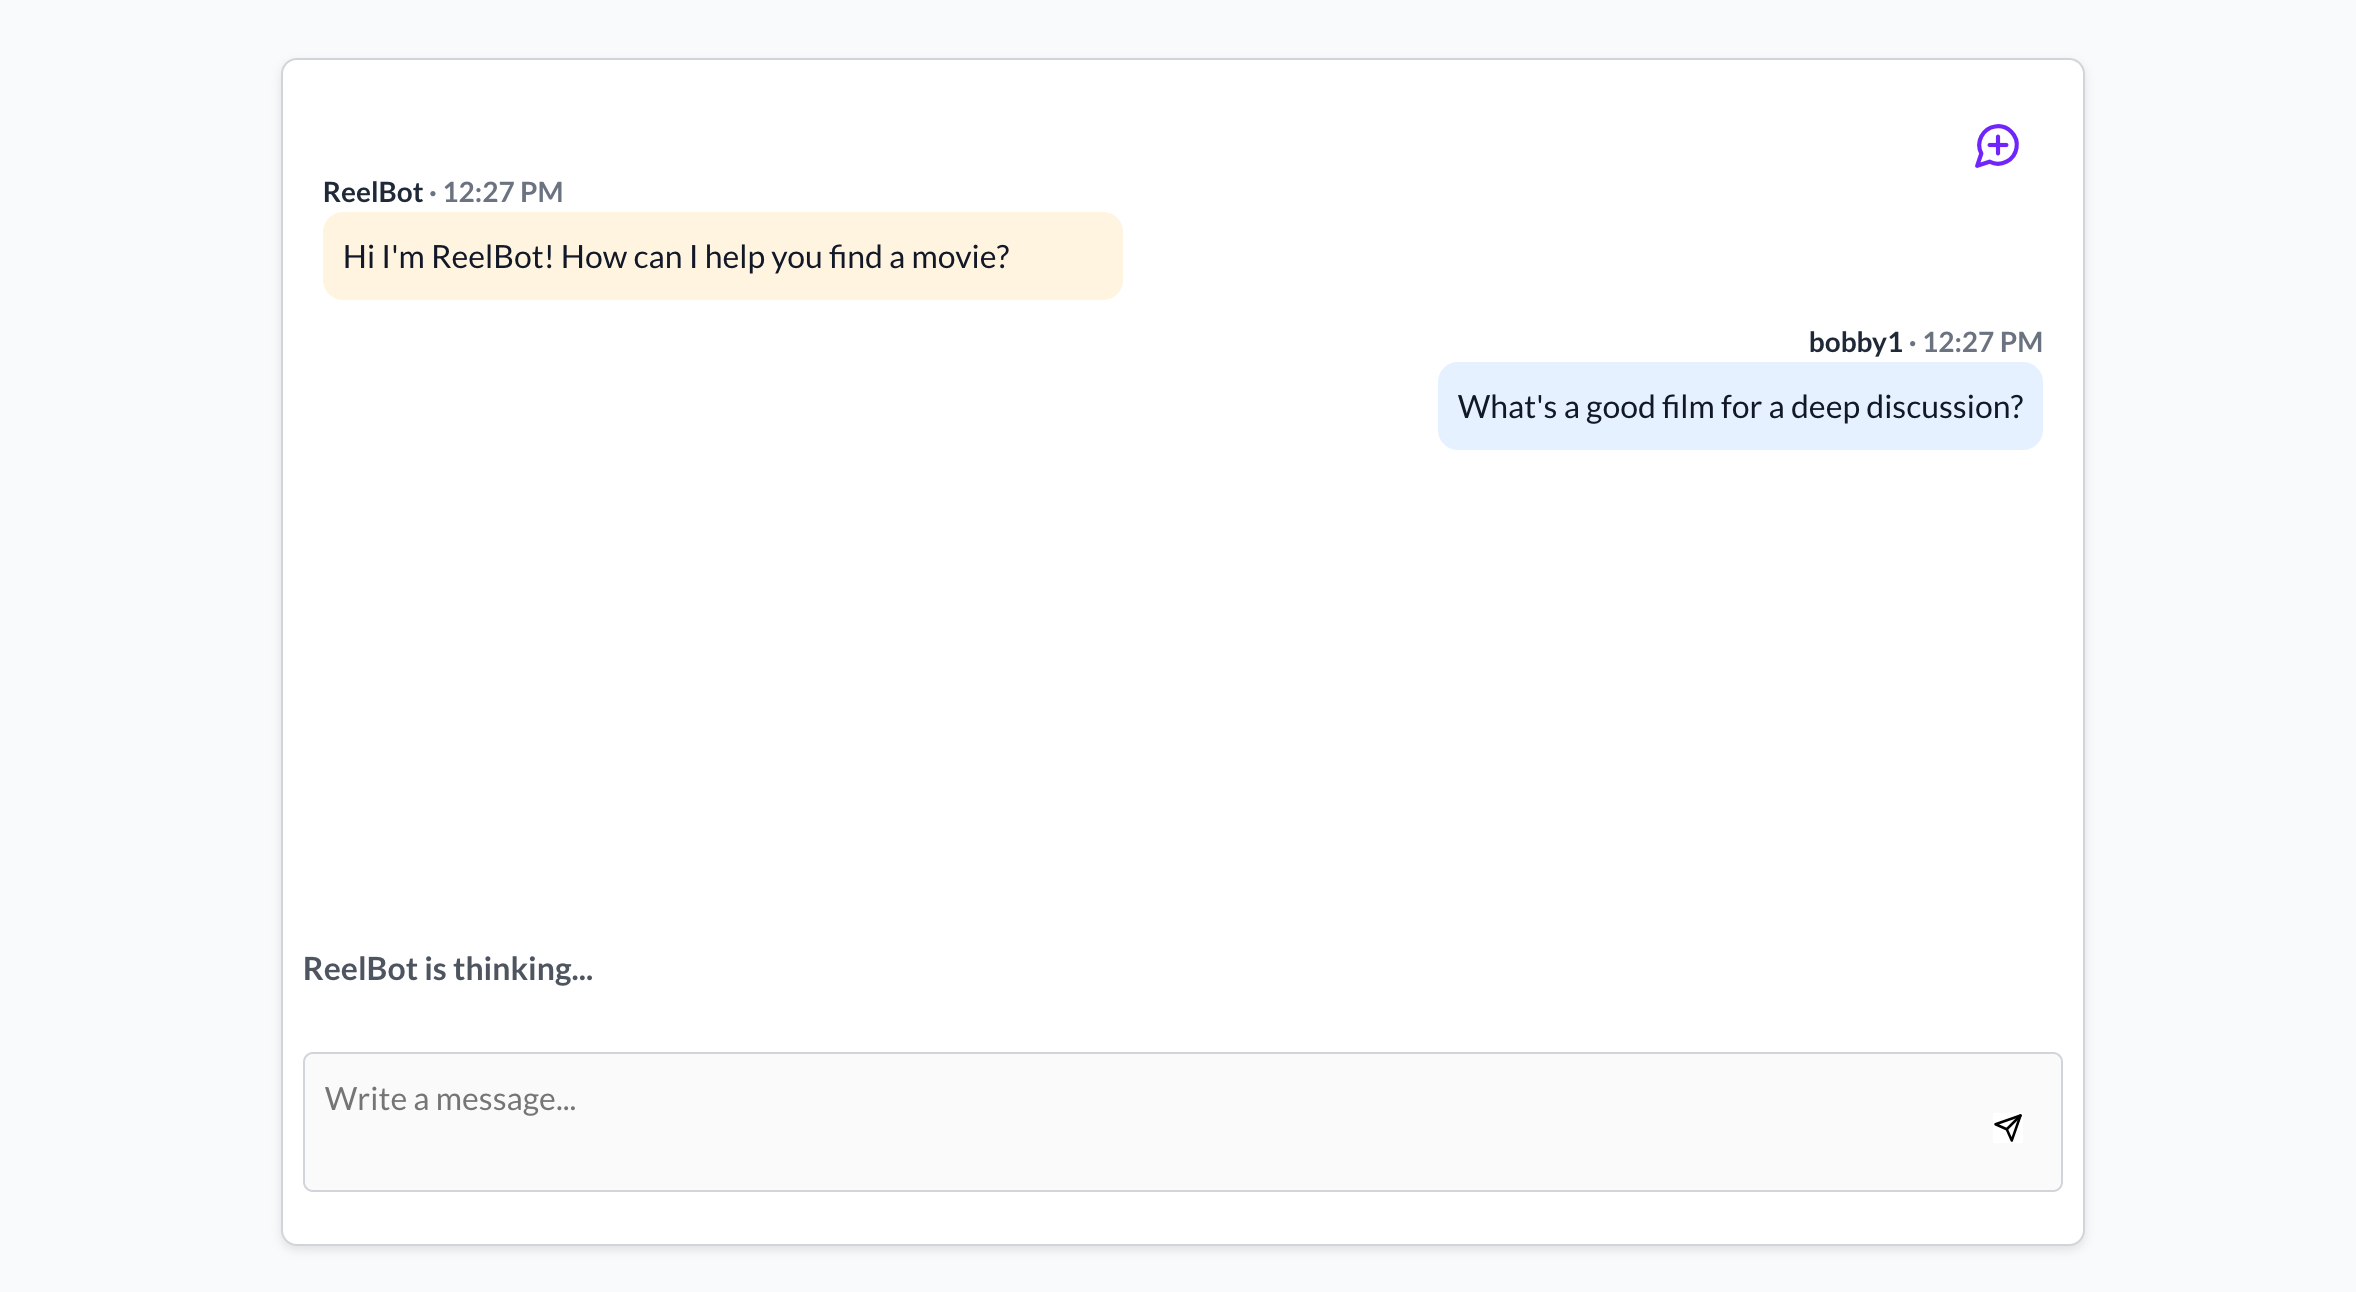 ReelBot · 12:27 PM
Hi I'm ReelBot! How can I help you find a movie?
bobby1 · 12:27 PM
What's a good film for a deep discussion?
ReelBot is thinking...
Write a message...